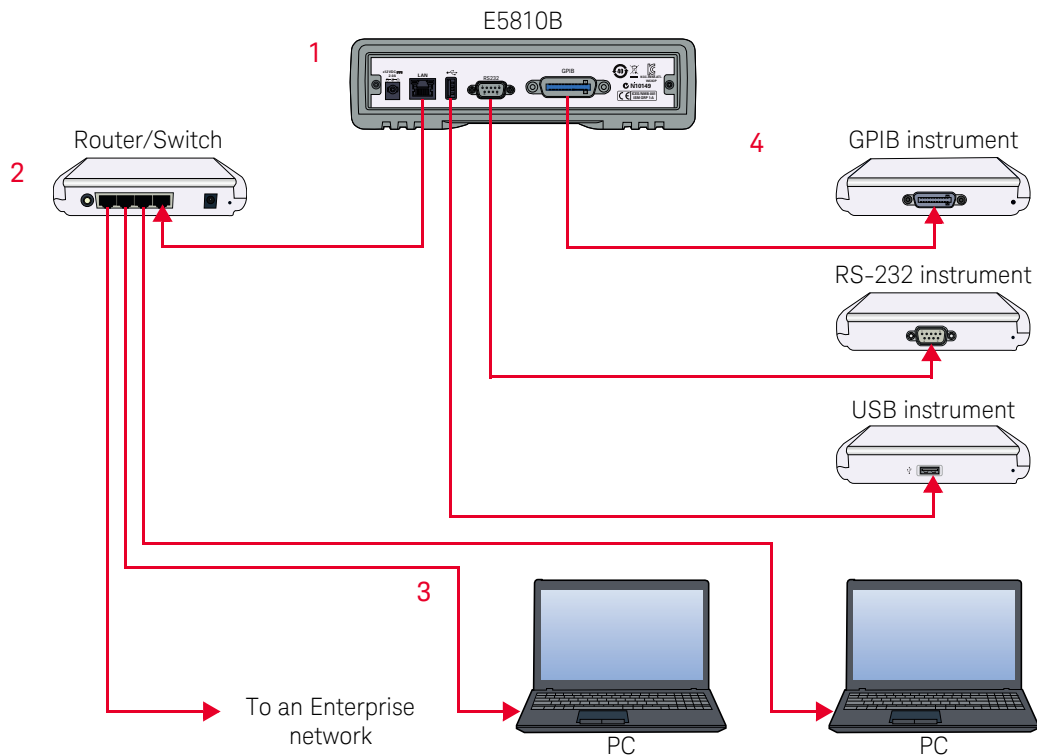 E5810B
1
LAN
RS232
GPIB
N10149
Router/Switch
2
4
GPIB instrument
RS-232 instrument
USB instrument
3
To an Enterprise
network
PC
PC